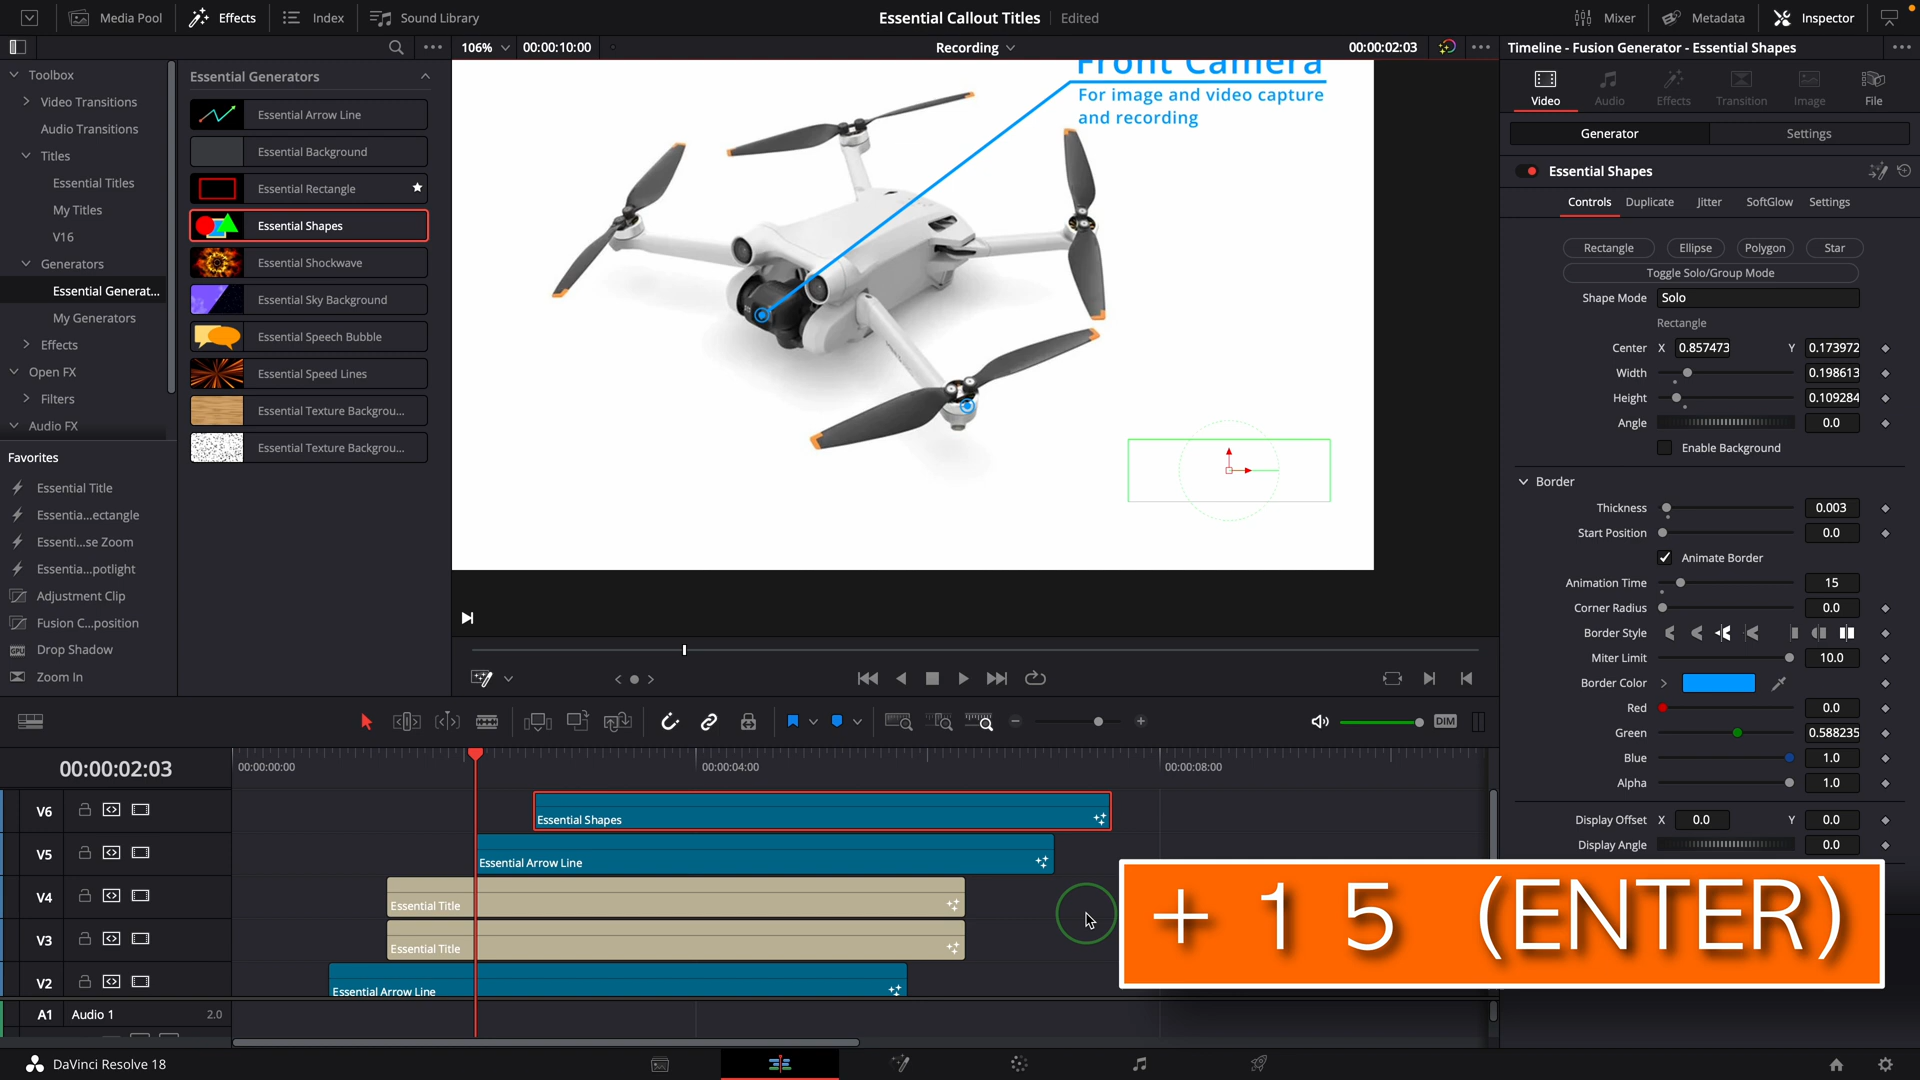 Media Pool
Effects
Index
Sound Library
Essential Callout Titles
Edited
Mixer
Metadata
Inspector
106%
00:00:10:00
Recording
00:00:02:03
Timeline - Fusion Generator - Essential Shapes
Toolbox
Video Transitions
Audio Transitions
Titles
Essential Titles
My Titles
V16
Generators
Essential Generat...
My Generators
Effects
Open FX
Filters
Audio FX
Favorites
Essential Title
Essentia...ectangle
Essenti...se Zoom
Essentia...potlight
Adjustment Clip
Fusion C...position
Drop Shadow
Zoom In
Essential Generators
Essential Arrow Line
Essential Background
Essential Rectangle
Essential Shapes
Essential Shockwave
Essential Sky Background
Essential Speech Bubble
Essential Speed Lines
Essential Texture Backgrou...
Essential Texture Backgrou...
Front Camera
For image and video capture
and recording
Video
Audio
Effects
Transition
Image
File
Generator
Settings
Essential Shapes
Controls
Duplicate
Jitter
SoftGlow
Settings
Rectangle
Ellipse
Polygon
Star
Toggle Solo/Group Mode
Shape Mode Solo
Rectangle
Center X 0.857473 Y 0.173972
Width 0.198613
Height 0.109284
Angle 0.0
Enable Background
Border
Thickness 0.003
Start Position 0.0
Animate Border
Animation Time 15
Corner Radius 0.0
Border Style
Miter Limit 10.0
Border Color
Red 0.0
Green 0.588235
Blue 1.0
Alpha 1.0
Display Offset X 0.0 Y 0.0
Display Angle 0.0
DIM
00:00:02:03
00:00:00:00
00:00:04:00
00:00:08:00
V6
Essential Shapes
V5
Essential Arrow Line
V4
Essential Title
V3
Essential Title
V2
Essential Arrow Line
A1 Audio 1 2.0
+ 1 5 (ENTER)
DaVinci Resolve 18